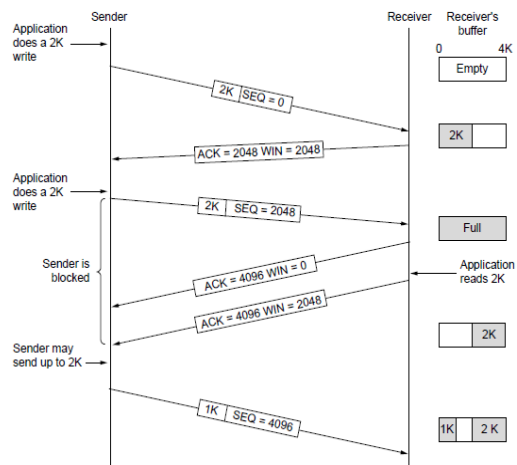 Sender
Receiver
Receiver's
buffer
Application
does a 2K
write
0 4K
Empty
2K SEQ = 0
2K
ACK = 2048 WIN = 2048
Application
does a 2K
write
2K SEQ = 2048
Full
Sender is
blocked
ACK = 4096 WIN = 0
Application
reads 2K
ACK = 4096 WIN = 2048
2K
Sender may
send up to 2K
1K SEQ = 4096
1K 2 K